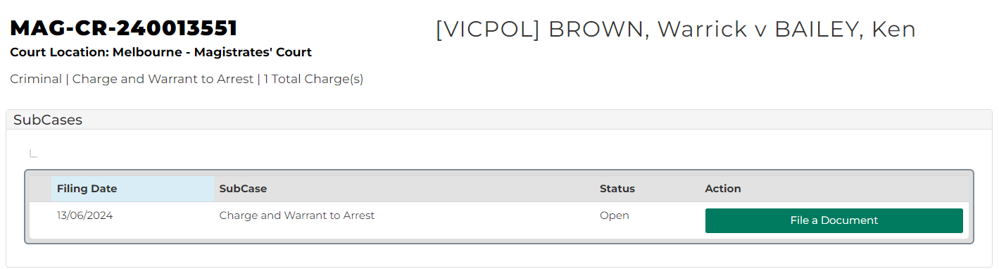 MAG-CR-240013551
[VICPOL] BROWN, Warrick v BAILEY, Ken
Court Location: Melbourne - Magistrates' Court
Criminal | Charge and Warrant to Arrest | 1 Total Charge(s)
SubCases
Filing Date SubCase Status Action
13/06/2024 Charge and Warrant to Arrest Open File a Document